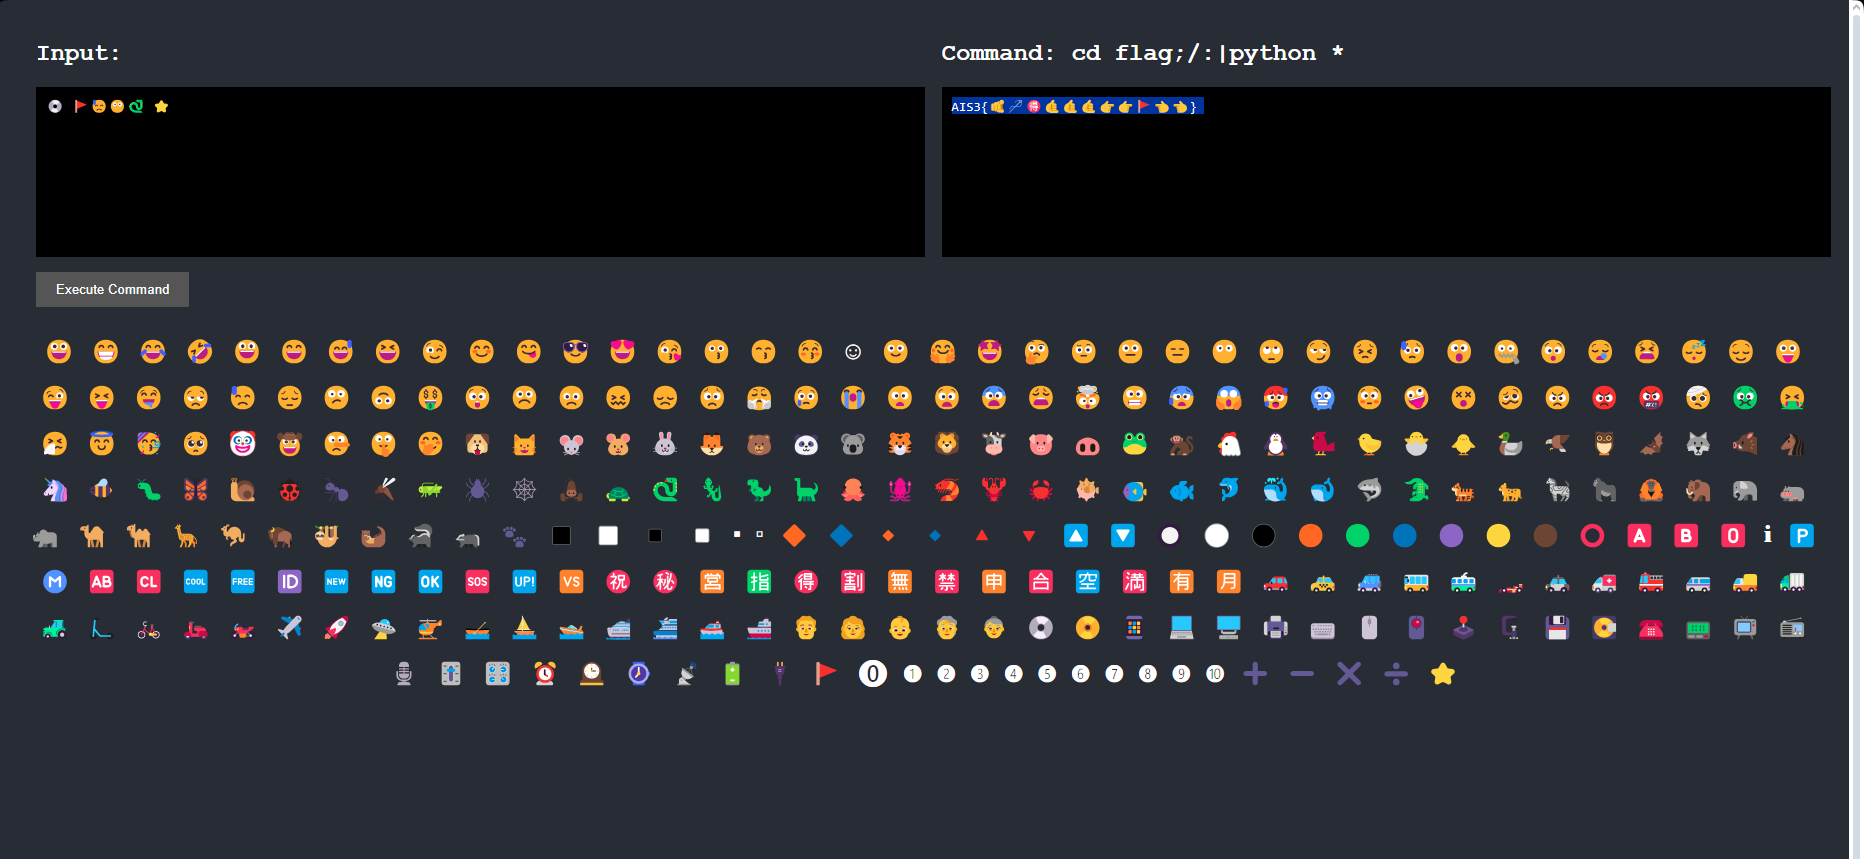 Input:
Command: cd flag;/:|python *
💿 🚩😓😶🐍 ⭐
AIS3{🫵🪡🉐🤙🤙🤙👉👉🚩👈👈}
Execute Command
A B O i P
M AB CL COOL FREE ID NEW NG OK SOS UP! VS 祝 秘 営 指 得 割 無 禁 申 合 空 満 有 月
0 1 2 3 4 5 6 7 8 9 10 + − × ÷